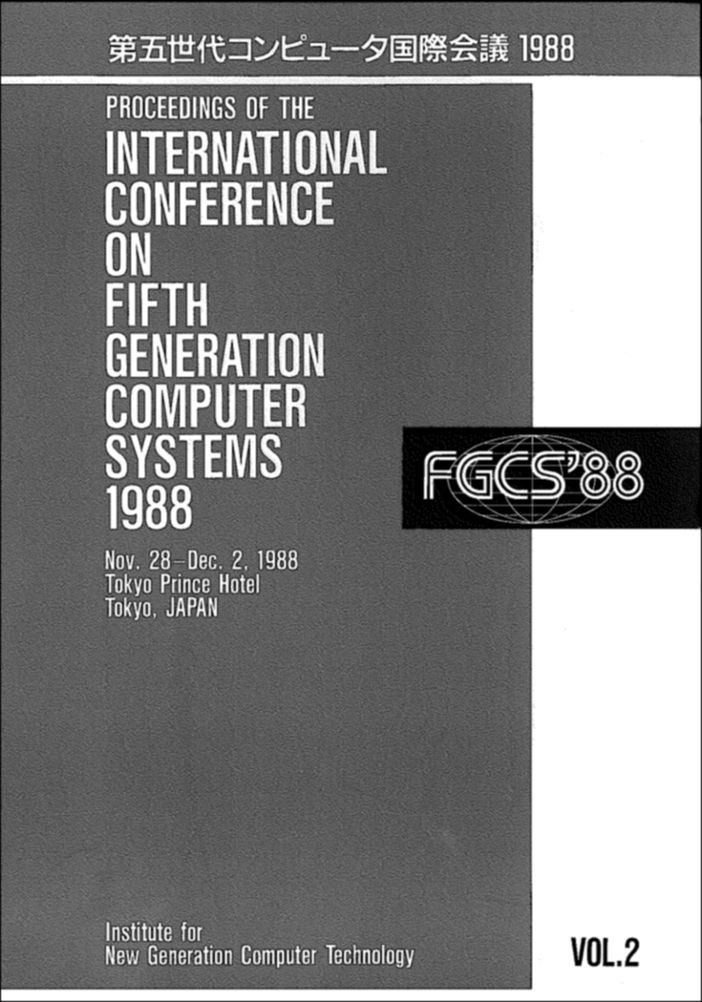 第五世代コンピュータ国際会議 1988
PROCEEDINGS OF THE
INTERNATIONAL
CONFERENCE
ON
FIFTH
GENERATION
COMPUTER
SYSTEMS
1988
FGCS'88
Nov. 28–Dec. 2, 1988
Tokyo Prince Hotel
Tokyo, JAPAN
Institute for
New Generation Computer Technology
VOL.2